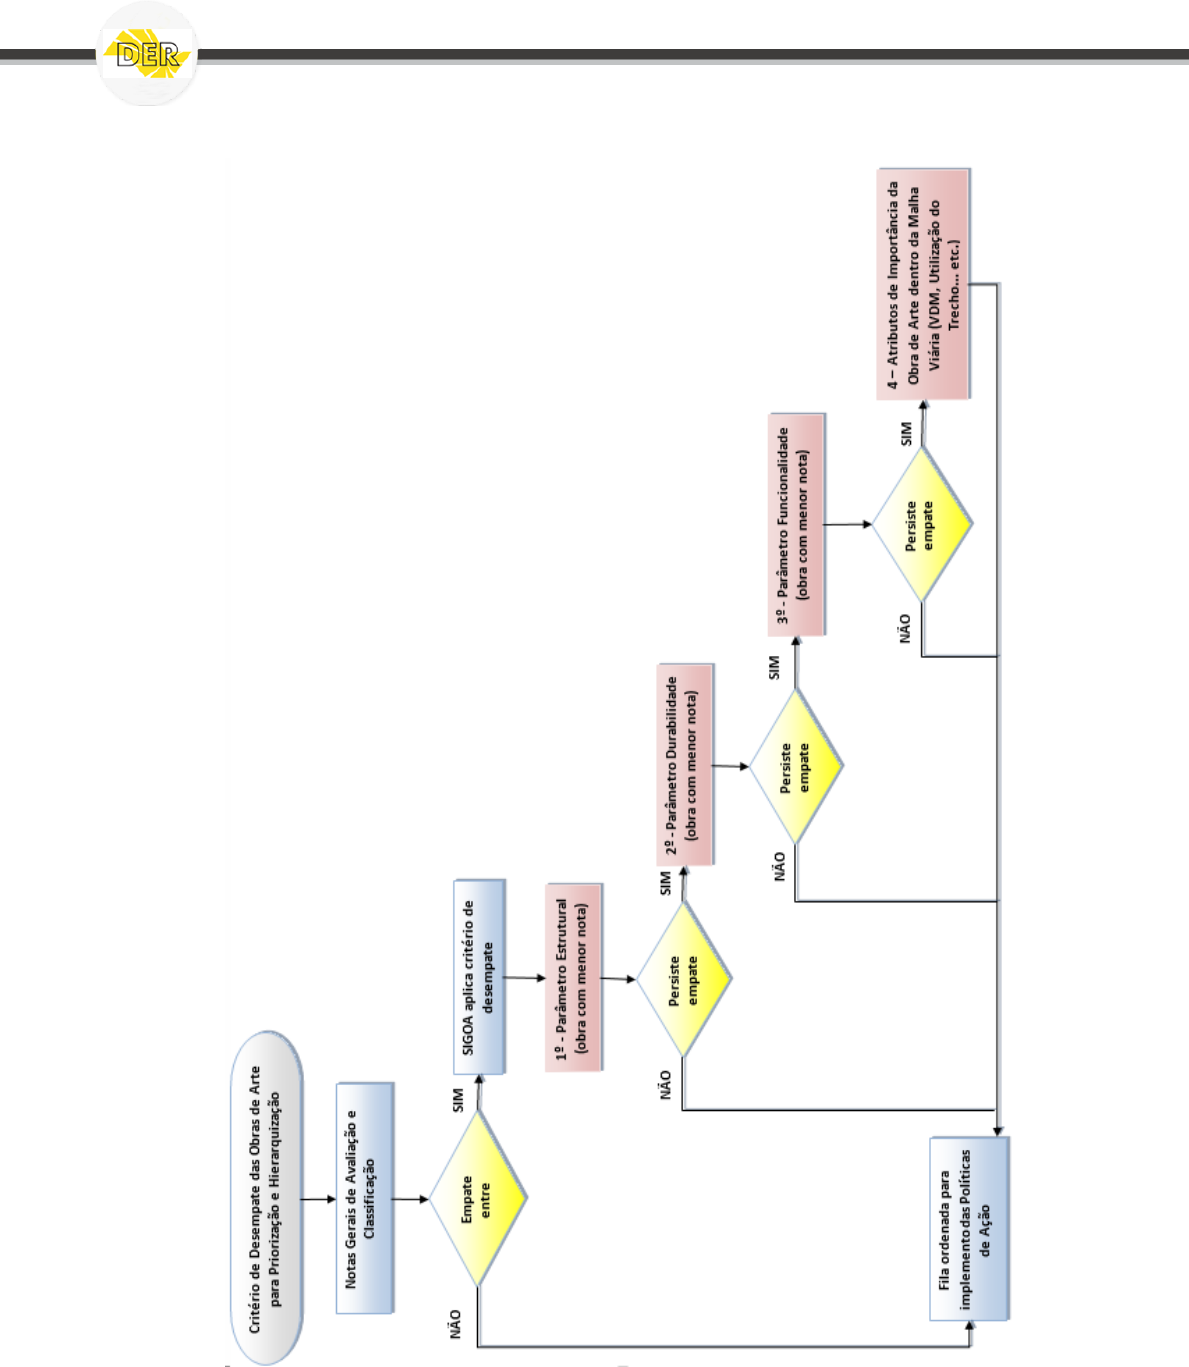 DER
Critério de Desempate das Obras de Arte
para Priorização e Hierarquização
Notas Gerais de Avaliação e
Classificação
Empate
entre
NÃO
SIM
SIGOA aplica critério de
desempate
1º - Parâmetro Estrutural
(obra com menor nota)
Persiste
empate
NÃO
SIM
2º - Parâmetro Durabilidade
(obra com menor nota)
Persiste
empate
NÃO
SIM
3º - Parâmetro Funcionalidade
(obra com menor nota)
Persiste
empate
NÃO
SIM
4 – Atributos de Importância da
Obra de Arte dentro da Malha
Viária (VDM, Utilização do
Trecho... etc.)
Fila ordenada para
implemento das Políticas
de Ação